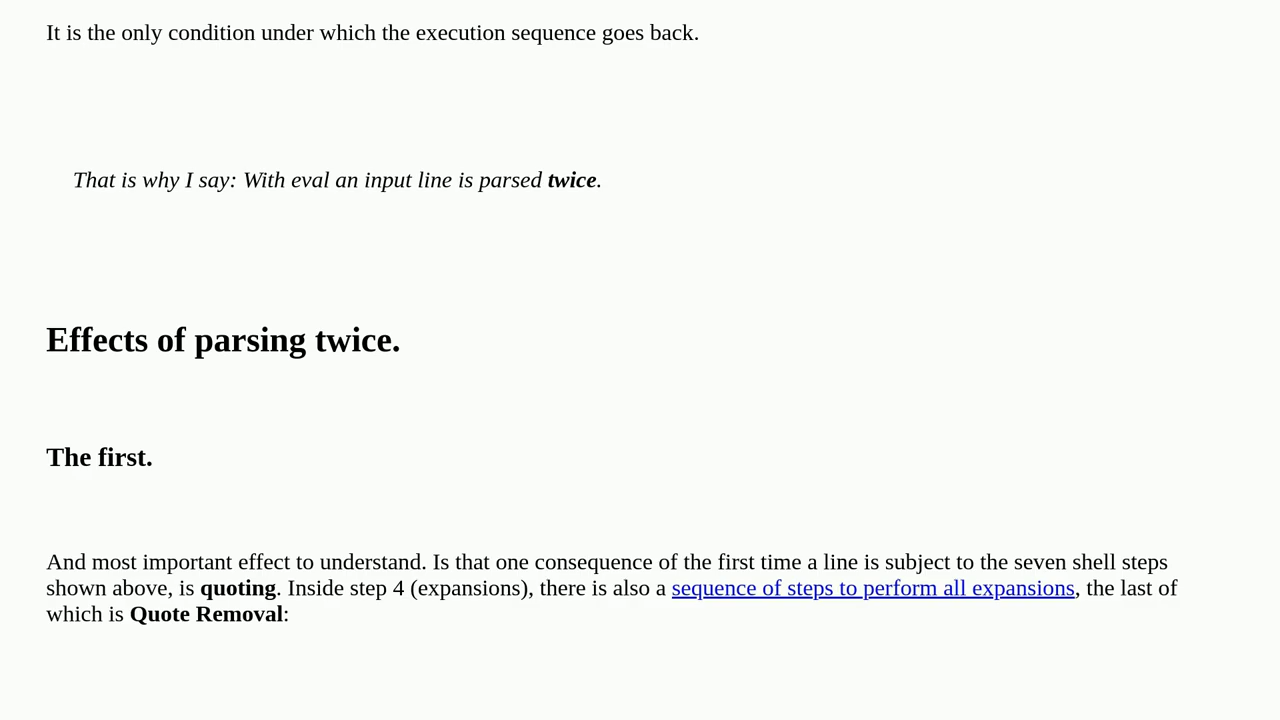 It is the only condition under which the execution sequence goes back.
That is why I say: With eval an input line is parsed twice.
Effects of parsing twice.
The first.
And most important effect to understand. Is that one consequence of the first time a line is subject to the seven shell steps
shown above, is quoting. Inside step 4 (expansions), there is also a sequence of steps to perform all expansions, the last of
which is Quote Removal: